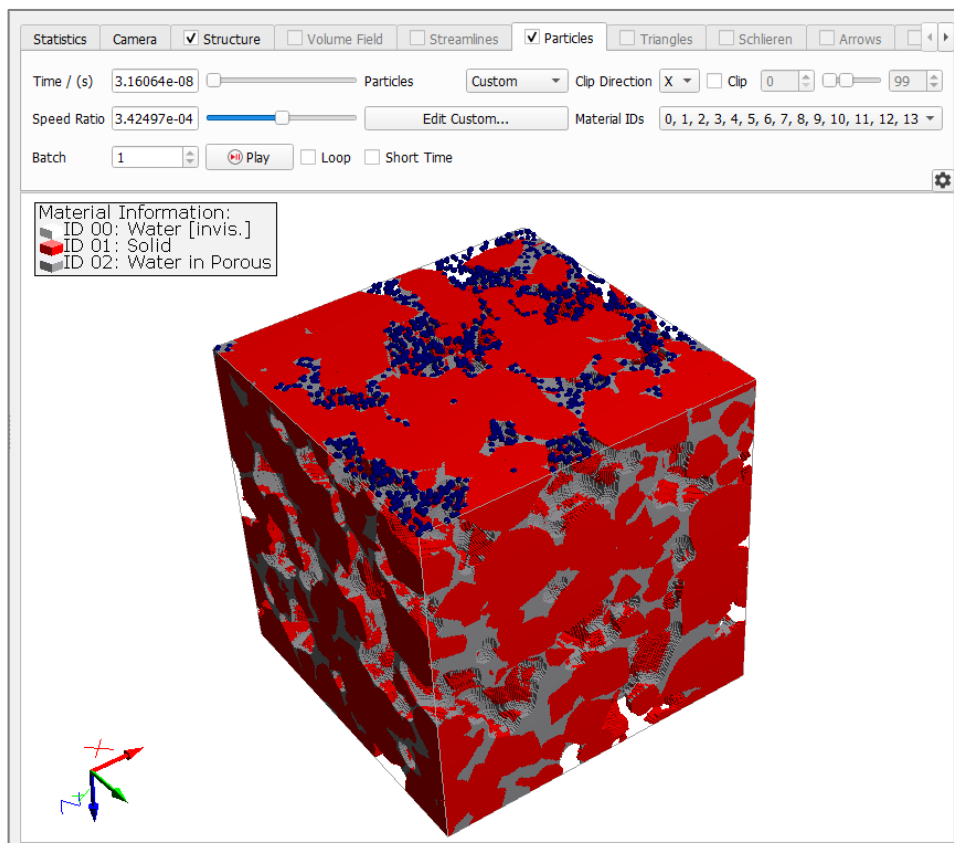 Statistics Camera Structure Volume Field Streamlines Particles Triangles Schlieren Arrows
Time / (s) 3.16064e-08 Particles Custom Clip Direction X Clip 0 99
Speed Ratio 3.42497e-04 Edit Custom... Material IDs 0, 1, 2, 3, 4, 5, 6, 7, 8, 9, 10, 11, 12, 13
Batch 1 Play Loop Short Time
Material Information:
ID 00: Water [invis.]
ID 01: Solid
ID 02: Water in Porous
X
Z